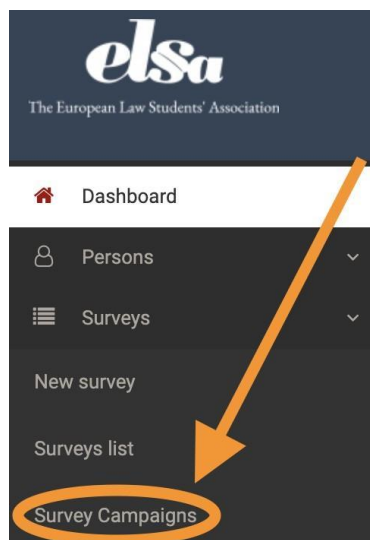 elsa
The European Law Students' Association
Dashboard
Persons
Surveys
New survey
Surveys list
Survey Campaigns